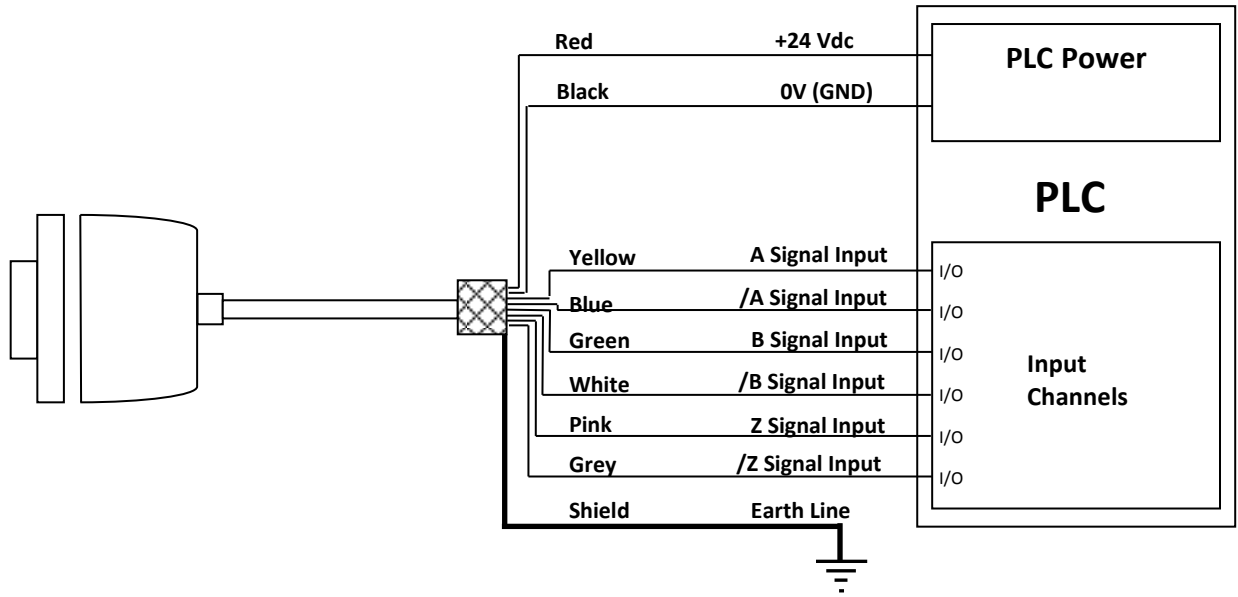 Red +24 Vdc
PLC Power
Black 0V (GND)
PLC
Yellow A Signal Input I/O
Blue /A Signal Input I/O
Green B Signal Input I/O
Input
Channels
White /B Signal Input I/O
Pink Z Signal Input I/O
Grey /Z Signal Input I/O
Shield Earth Line